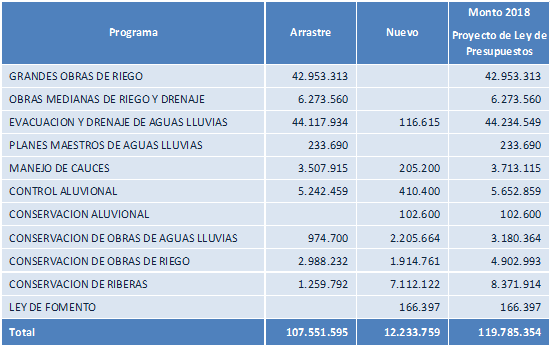 Programa Arrastre Nuevo Monto 2018 Proyecto de Ley de Presupuestos
GRANDES OBRAS DE RIEGO 42.953.313 42.953.313
OBRAS MEDIANAS DE RIEGO Y DRENAJE 6.273.560 6.273.560
EVACUACION Y DRENAJE DE AGUAS LLUVIAS 44.117.934 116.615 44.234.549
PLANES MAESTROS DE AGUAS LLUVIAS 233.690 233.690
MANEJO DE CAUCES 3.507.915 205.200 3.713.115
CONTROL ALUVIONAL 5.242.459 410.400 5.652.859
CONSERVACION ALUVIONAL 102.600 102.600
CONSERVACION DE OBRAS DE AGUAS LLUVIAS 974.700 2.205.664 3.180.364
CONSERVACION DE OBRAS DE RIEGO 2.988.232 1.914.761 4.902.993
CONSERVACION DE RIBERAS 1.259.792 7.112.122 8.371.914
LEY DE FOMENTO 166.397 166.397
Total 107.551.595 12.233.759 119.785.354